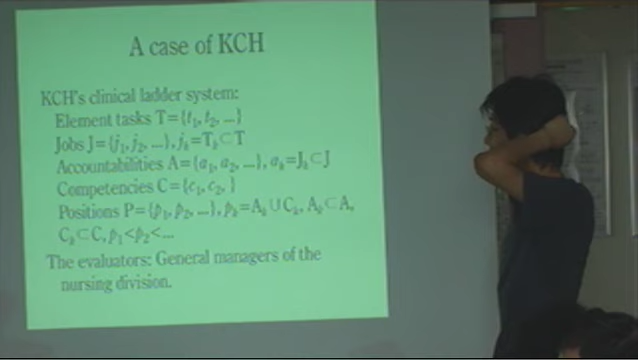 A case of KCH
KCH's clinical ladder system:
Element tasks T={t₁, t₂, ...}
Jobs J={j₁, j₂, ...}, jₖ=Tₖ⊂T
Accountabilities A={a₁, a₂, ...}, aₖ=Jₖ⊂J
Competencies C={c₁, c₂, }
Positions P={p₁, p₂, ...}, pₖ=Aₖ∪Cₖ, Aₖ⊂A,
Cₖ⊂C, p₁<p₂<...
The evaluators: General managers of the
nursing division.